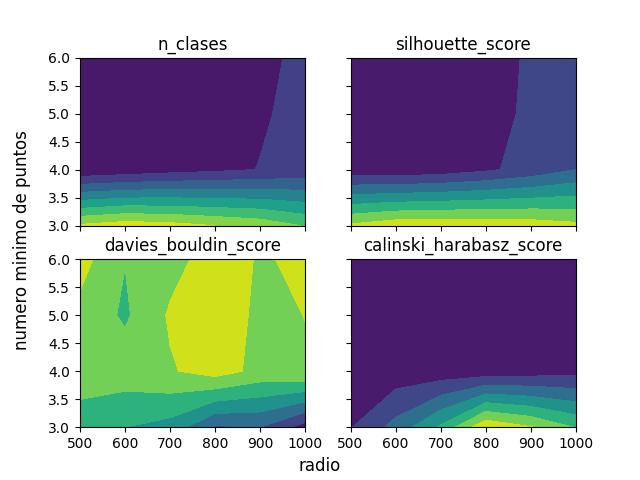 n_clases
silhouette_score
6.0
5.5
5.0
4.5
4.0
3.5
3.0
numero minimo de puntos
davies_bouldin_score
calinski_harabasz_score
6.0
5.5
5.0
4.5
4.0
3.5
3.0
500 600 700 800 900 1000
500 600 700 800 900 1000
radio